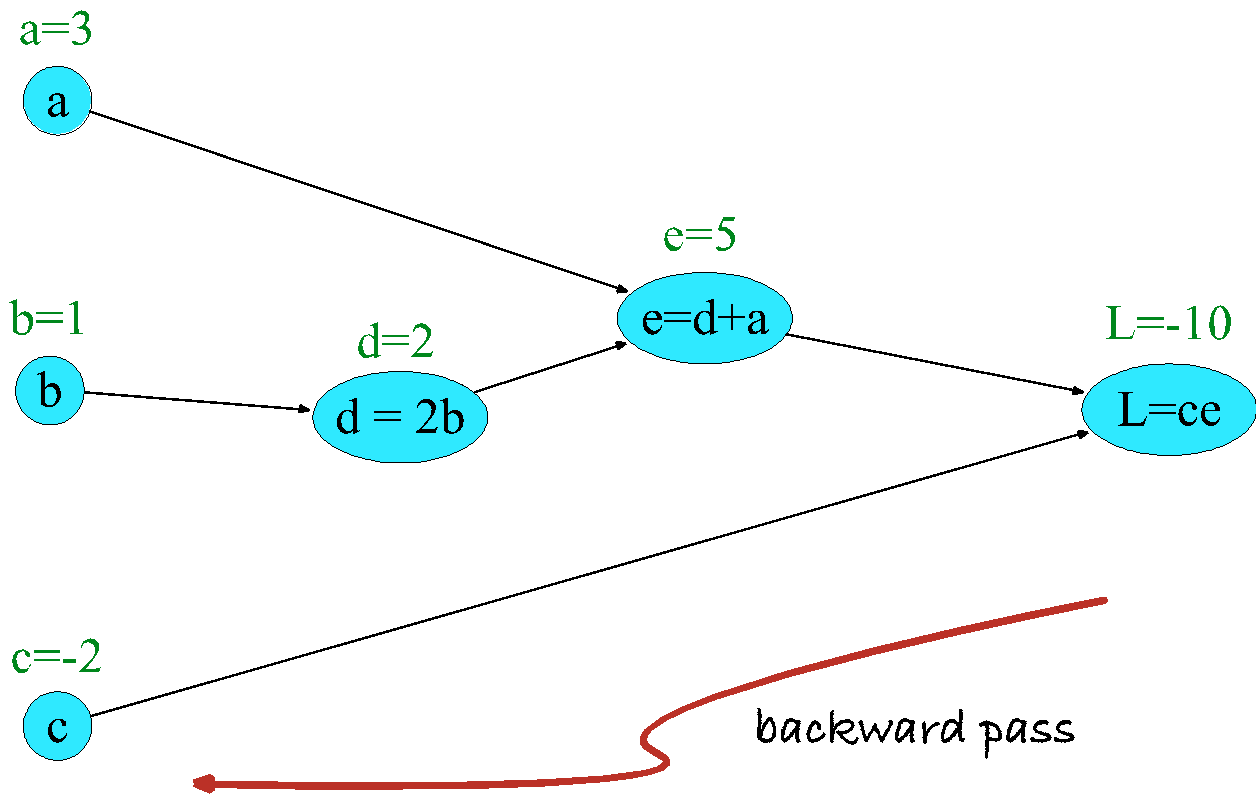 a=3
a
e=5
e=d+a
b=1
b
d=2
d = 2b
L=-10
L=ce
c=-2
c
backward pass